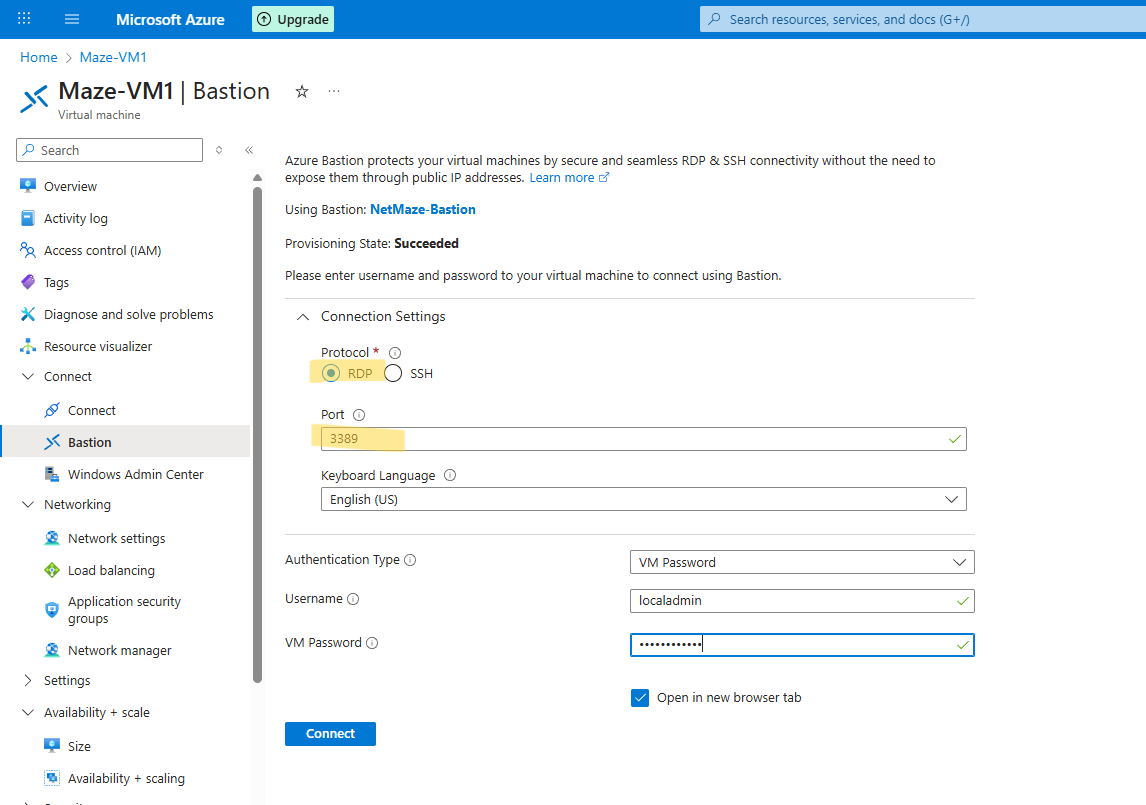 Microsoft Azure
Upgrade
Search resources, services, and docs (G+/)
Home > Maze-VM1
Maze-VM1 | Bastion
Virtual machine
Search
Overview
Activity log
Access control (IAM)
Tags
Diagnose and solve problems
Resource visualizer
Connect
Connect
Bastion
Windows Admin Center
Networking
Network settings
Load balancing
Application security
groups
Network manager
Settings
Availability + scale
Size
Availability + scaling
Azure Bastion protects your virtual machines by secure and seamless RDP & SSH connectivity without the need to
expose them through public IP addresses. Learn more
Using Bastion: NetMaze-Bastion
Provisioning State: Succeeded
Please enter username and password to your virtual machine to connect using Bastion.
Connection Settings
Protocol *
RDP SSH
Port
3389
Keyboard Language
English (US)
Authentication Type
VM Password
Username
localadmin
VM Password
••••••••••••
Open in new browser tab
Connect